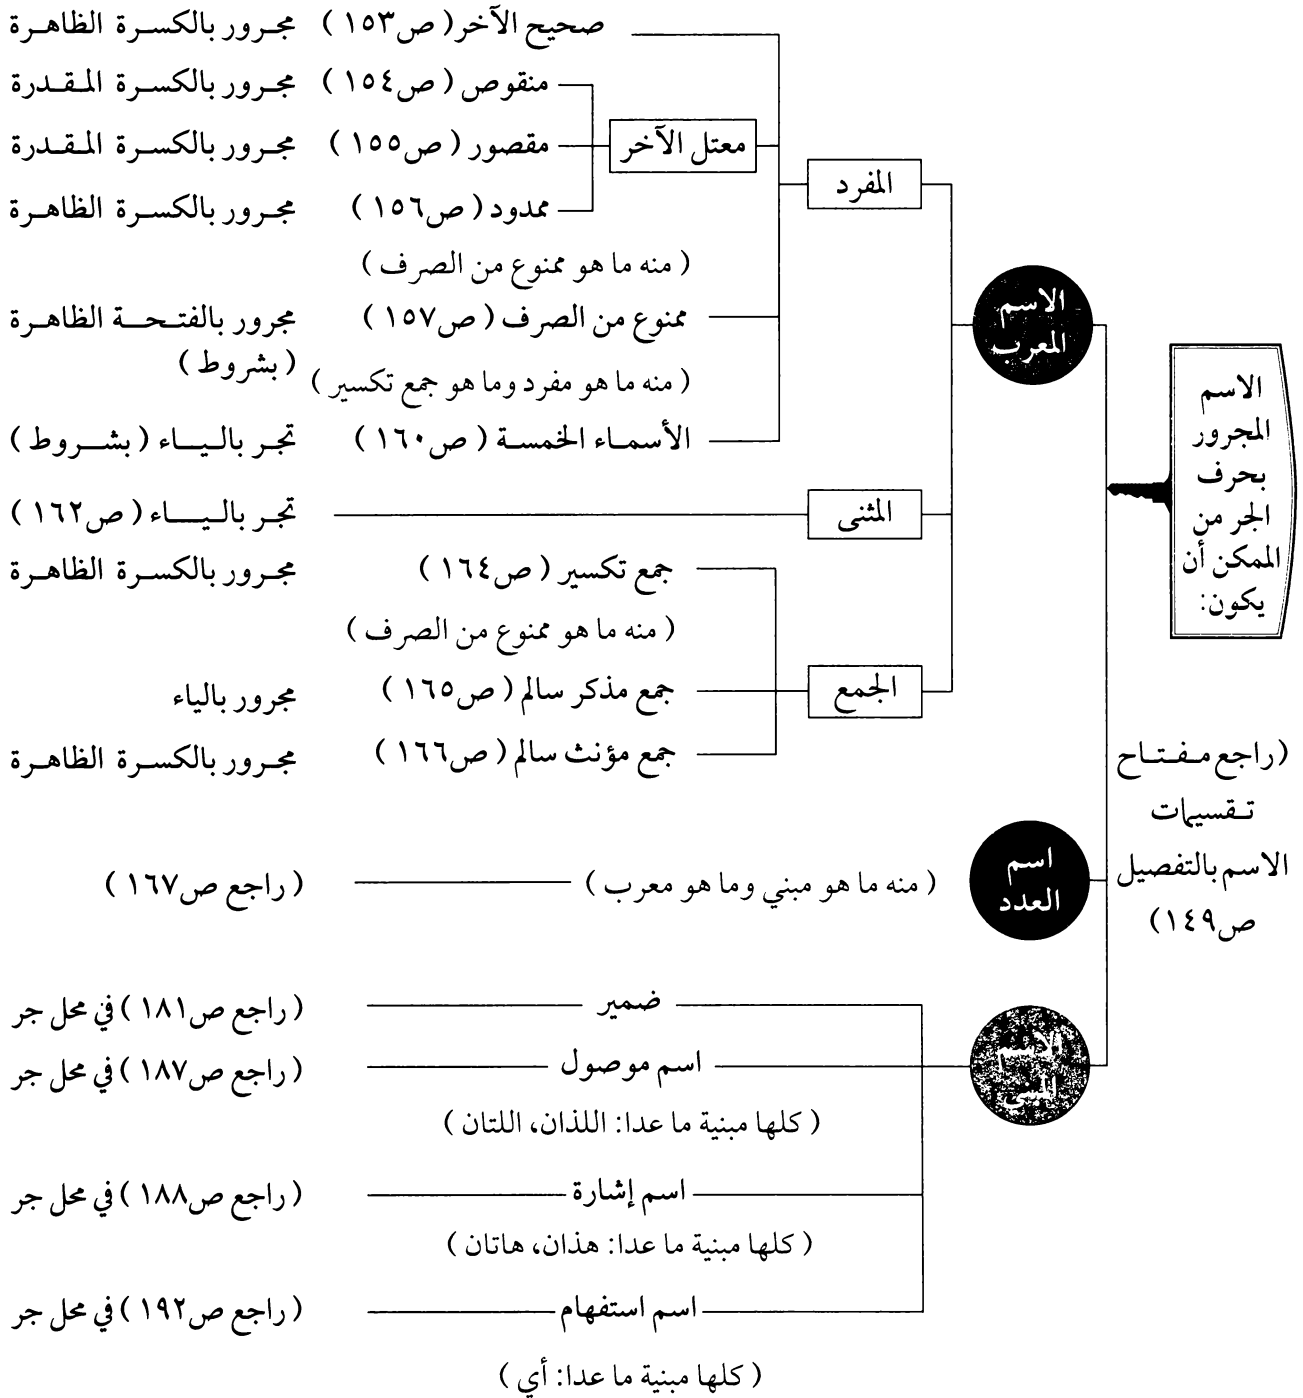 الاسم
المجرور
بحرف
الجر من
الممكن أن
يكون:
(راجع مفتاح
تقسيمات
الاسم بالتفصيل
ص١٤٩)
الاسم
المعرب
المفرد
صحيح الآخر (ص١٥٣) مجرور بالكسرة الظاهرة
معتل الآخر
منقوص (ص١٥٤) مجرور بالكسرة المقدرة
مقصور (ص١٥٥) مجرور بالكسرة المقدرة
ممدود (ص١٥٦) مجرور بالكسرة الظاهرة
(منه ما هو ممنوع من الصرف)
ممنوع من الصرف (ص١٥٧) مجرور بالفتحة الظاهرة
(بشروط)
(منه ما هو مفرد وما هو جمع تكسير)
الأسماء الخمسة (ص١٦٠) تجر بالياء (بشروط)
المثنى تجر بالياء (ص١٦٢)
الجمع
جمع تكسير (ص١٦٤) مجرور بالكسرة الظاهرة
(منه ما هو ممنوع من الصرف)
جمع مذكر سالم (ص١٦٥) مجرور بالياء
جمع مؤنث سالم (ص١٦٦) مجرور بالكسرة الظاهرة
اسم
العدد
(منه ما هو مبني وما هو معرب) (راجع ص١٦٧)
الاسم
المبنى
ضمير (راجع ص١٨١) في محل جر
اسم موصول (راجع ص١٨٧) في محل جر
(كلها مبنية ما عدا: اللذان، اللتان)
اسم إشارة (راجع ص١٨٨) في محل جر
(كلها مبنية ما عدا: هذان، هاتان)
اسم استفهام (راجع ص١٩٢) في محل جر
(كلها مبنية ما عدا: أي)